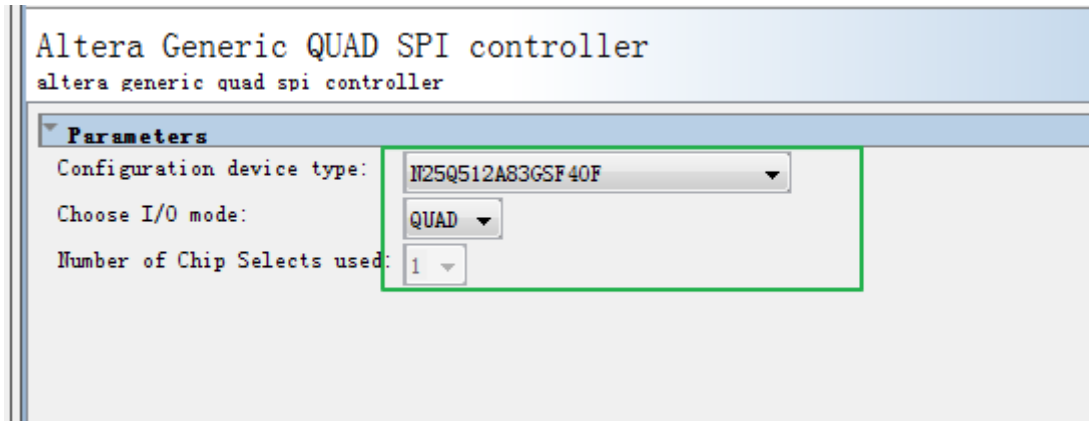 Altera Generic QUAD SPI controller
altera generic quad spi controller
Parameters
Configuration device type: N25Q512A83GSF40F
Choose I/O mode: QUAD
Number of Chip Selects used: 1